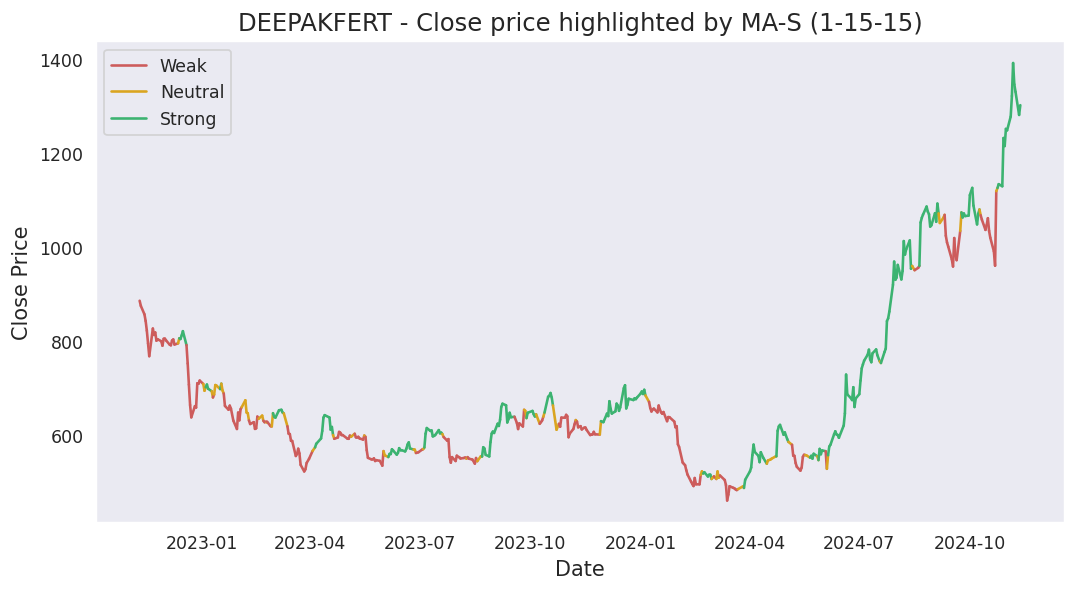 DEEPAKFERT - Close price highlighted by MA-S (1-15-15)
Weak
Neutral
Strong
1400
1200
1000
800
600
Close Price
2023-01 2023-04 2023-07 2023-10 2024-01 2024-04 2024-07 2024-10
Date